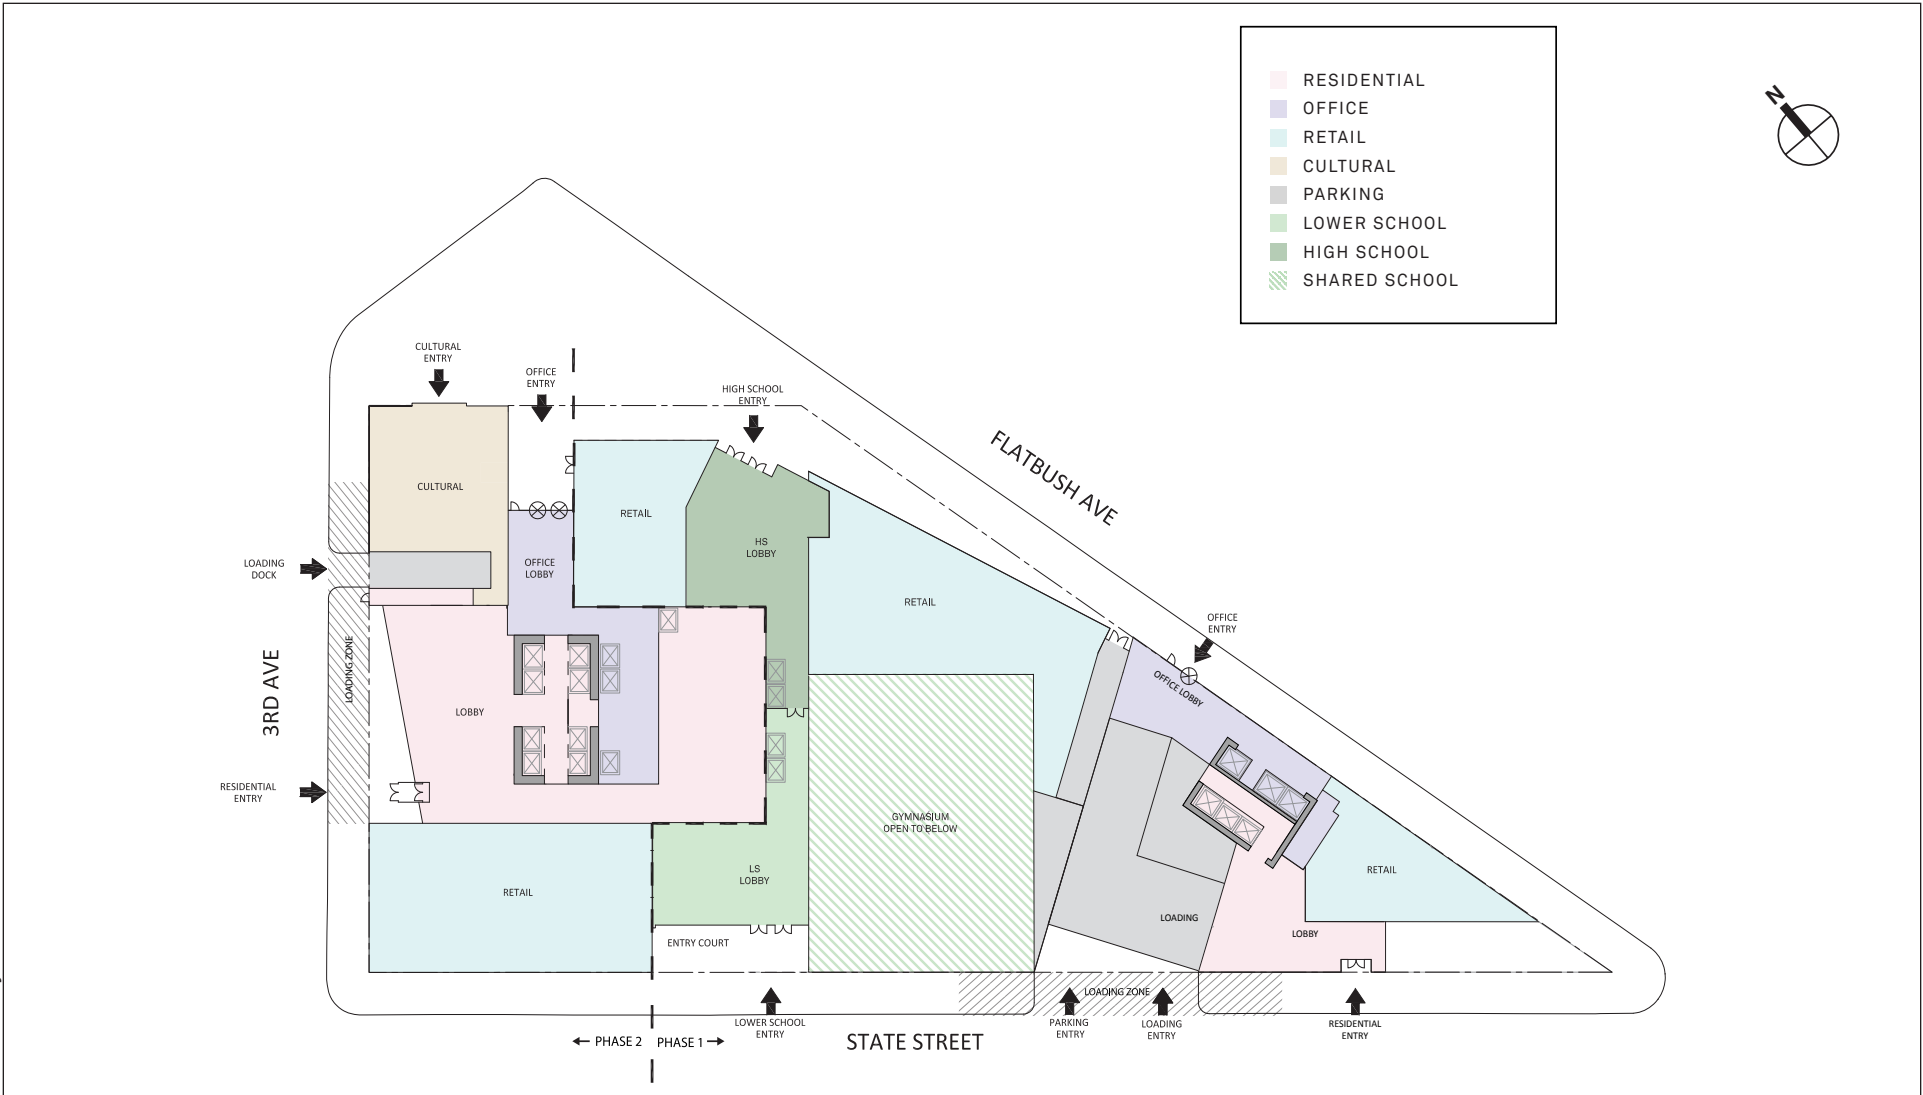 RESIDENTIAL
OFFICE
RETAIL
CULTURAL
PARKING
LOWER SCHOOL
HIGH SCHOOL
SHARED SCHOOL
N
CULTURAL
ENTRY
OFFICE
ENTRY
HIGH SCHOOL
ENTRY
FLATBUSH AVE
CULTURAL
RETAIL
HS
LOBBY
LOADING
DOCK
OFFICE
LOBBY
RETAIL
OFFICE
ENTRY
LOADING ZONE
3RD AVE
OFFICE LOBBY
LOBBY
RESIDENTIAL
ENTRY
GYMNASIUM
OPEN TO BELOW
RETAIL
LS
LOBBY
RETAIL
LOADING
LOBBY
ENTRY COURT
LOADING ZONE
LOWER SCHOOL
ENTRY
PARKING
ENTRY
LOADING
ENTRY
RESIDENTIAL
ENTRY
PHASE 2
PHASE 1
STATE STREET